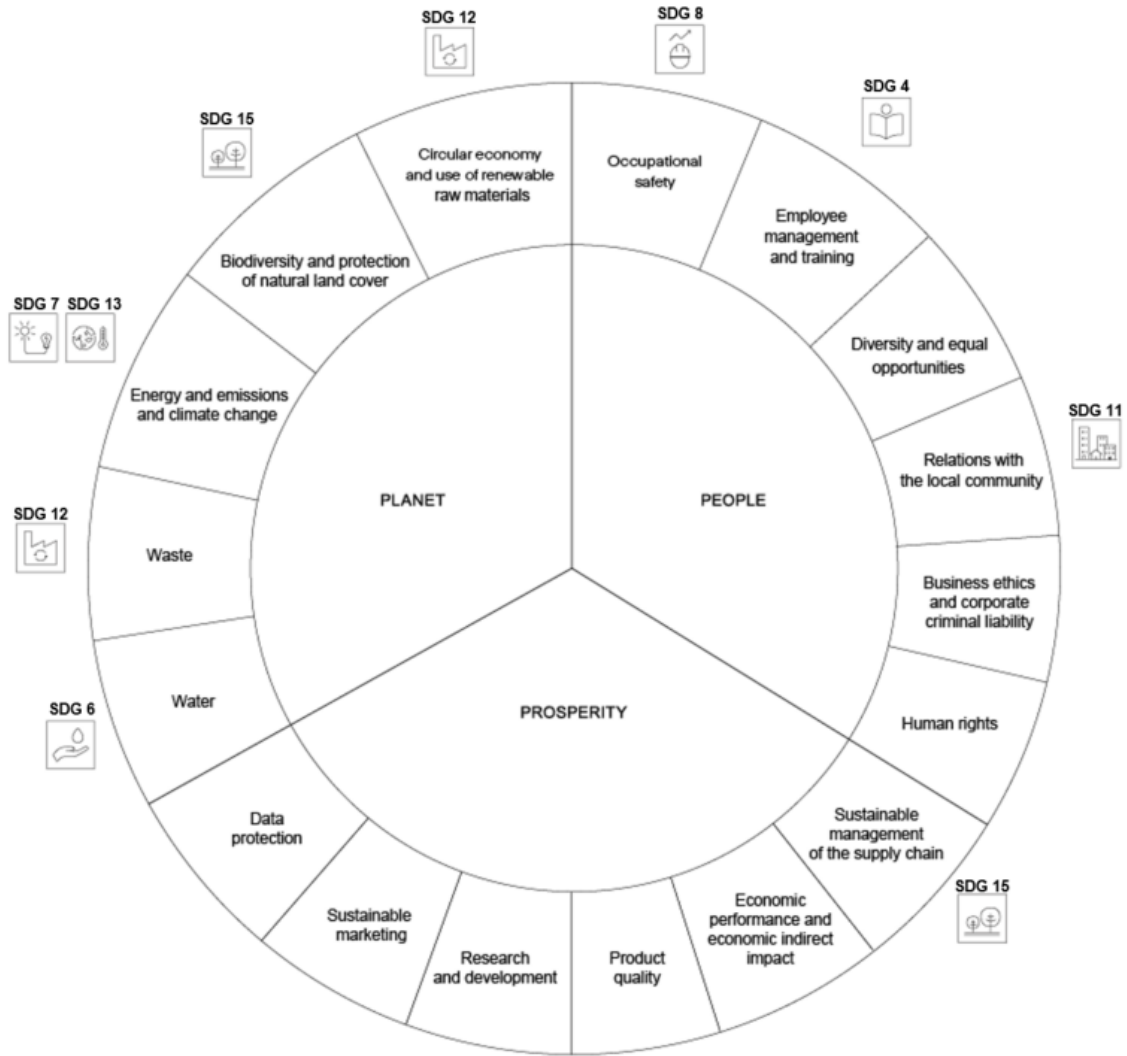 SDG 12
SDG 8
SDG 4
SDG 15
Circular economy
and use of renewable
raw materials
Occupational
safety
Employee
management
and training
Biodiversity and protection
of natural land cover
SDG 7
SDG 13
Diversity and equal
opportunities
Energy and emissions
and climate change
SDG 11
Relations with
the local community
PLANET
PEOPLE
SDG 12
Waste
Business ethics
and corporate
criminal liability
SDG 6
Water
PROSPERITY
Human rights
Data
protection
Sustainable
management
of the supply chain
SDG 15
Sustainable
marketing
Research
and development
Product
quality
Economic
performance and
economic indirect
impact